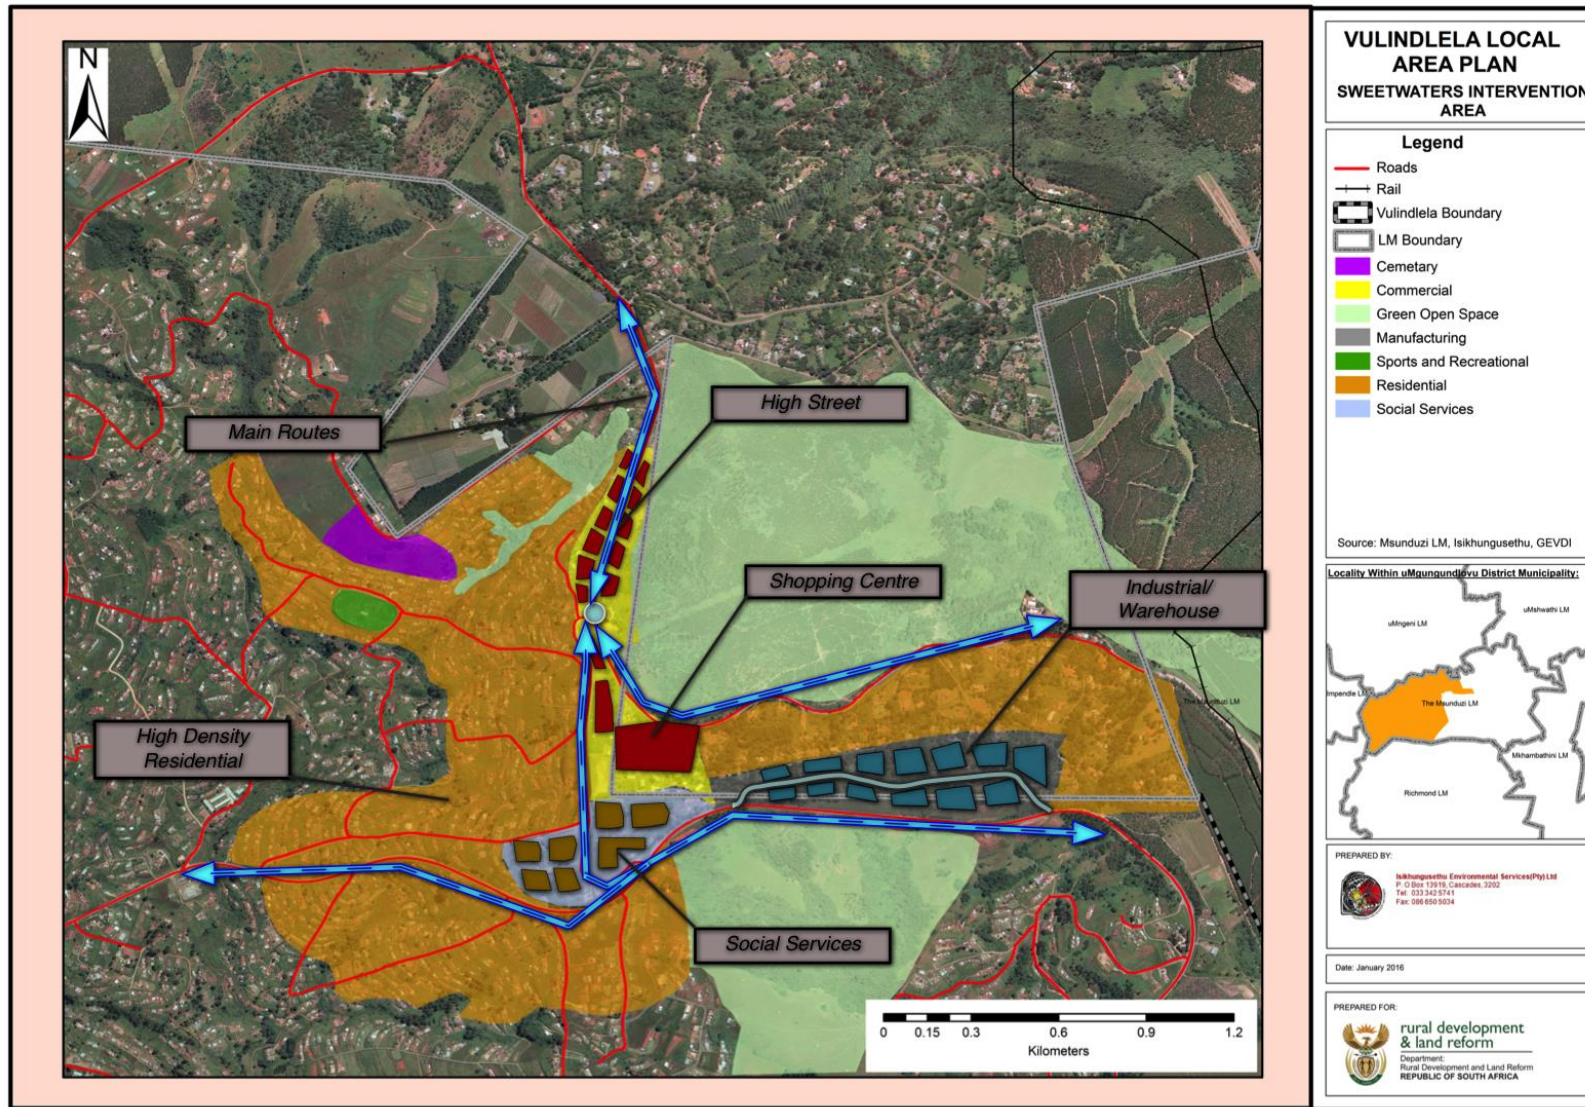 VULINDLELA LOCAL
AREA PLAN
SWEETWATERS INTERVENTION
AREA
Legend
Roads
Rail
Vulindlela Boundary
LM Boundary
Cemetary
Commercial
Green Open Space
Manufacturing
Sports and Recreational
Residential
Social Services
Source: Msunduzi LM, Isikhungusethu, GEVDI
Locality Within uMgungundlovu District Municipality:
uMngeni LM
uMshwathi LM
Impendle LM
The Msunduzi LM
Mkhambathini LM
Richmond LM
PREPARED BY:
Isikhungusethu Environmental Services(Pty) Ltd
P. O Box 13919, Cascades, 3202
Tel: 033 342 5741
Fax: 086 650 5034
Date: January 2016
PREPARED FOR:
rural development
& land reform
Department:
Rural Development and Land Reform
REPUBLIC OF SOUTH AFRICA
N
High Street
Main Routes
Shopping Centre
Industrial/
Warehouse
The Msunduzi LM
High Density
Residential
Social Services
0 0.15 0.3 0.6 0.9 1.2
Kilometers